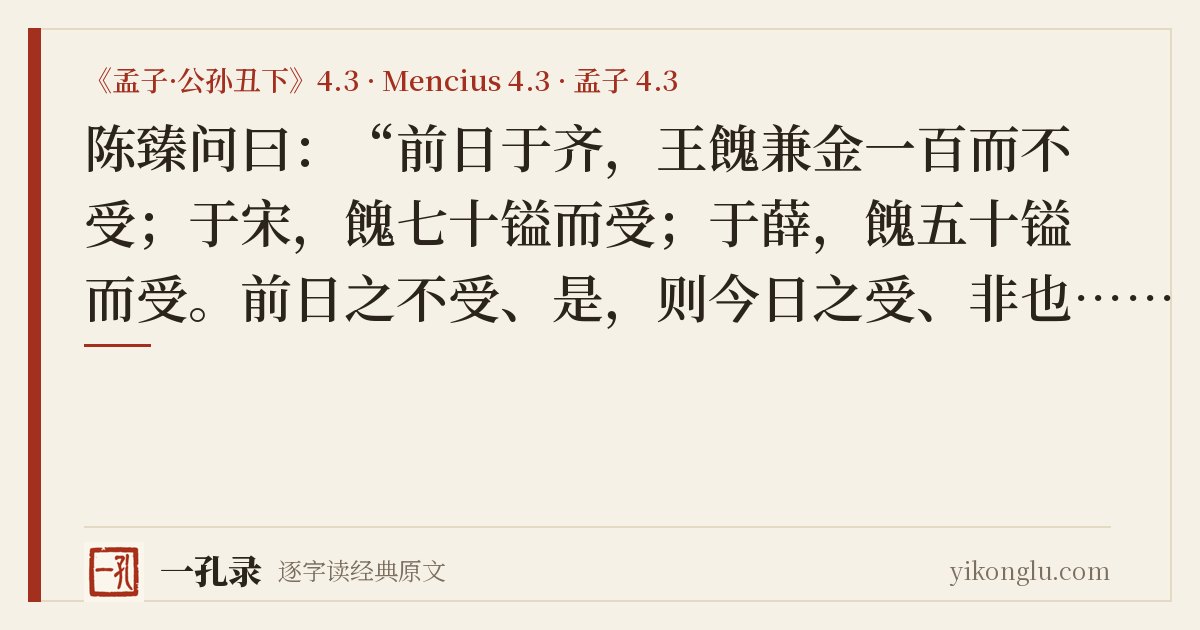 《孟子·公孙丑下》4.3 · Mencius 4.3 · 孟子 4.3
陈臻问曰：“前日于齐，王餽兼金一百而不
受；于宋，餽七十镒而受；于薛，餽五十镒
而受。前日之不受、是，则今日之受、非也……
一孔
一孔录 逐字读经典原文
yikonglu.com